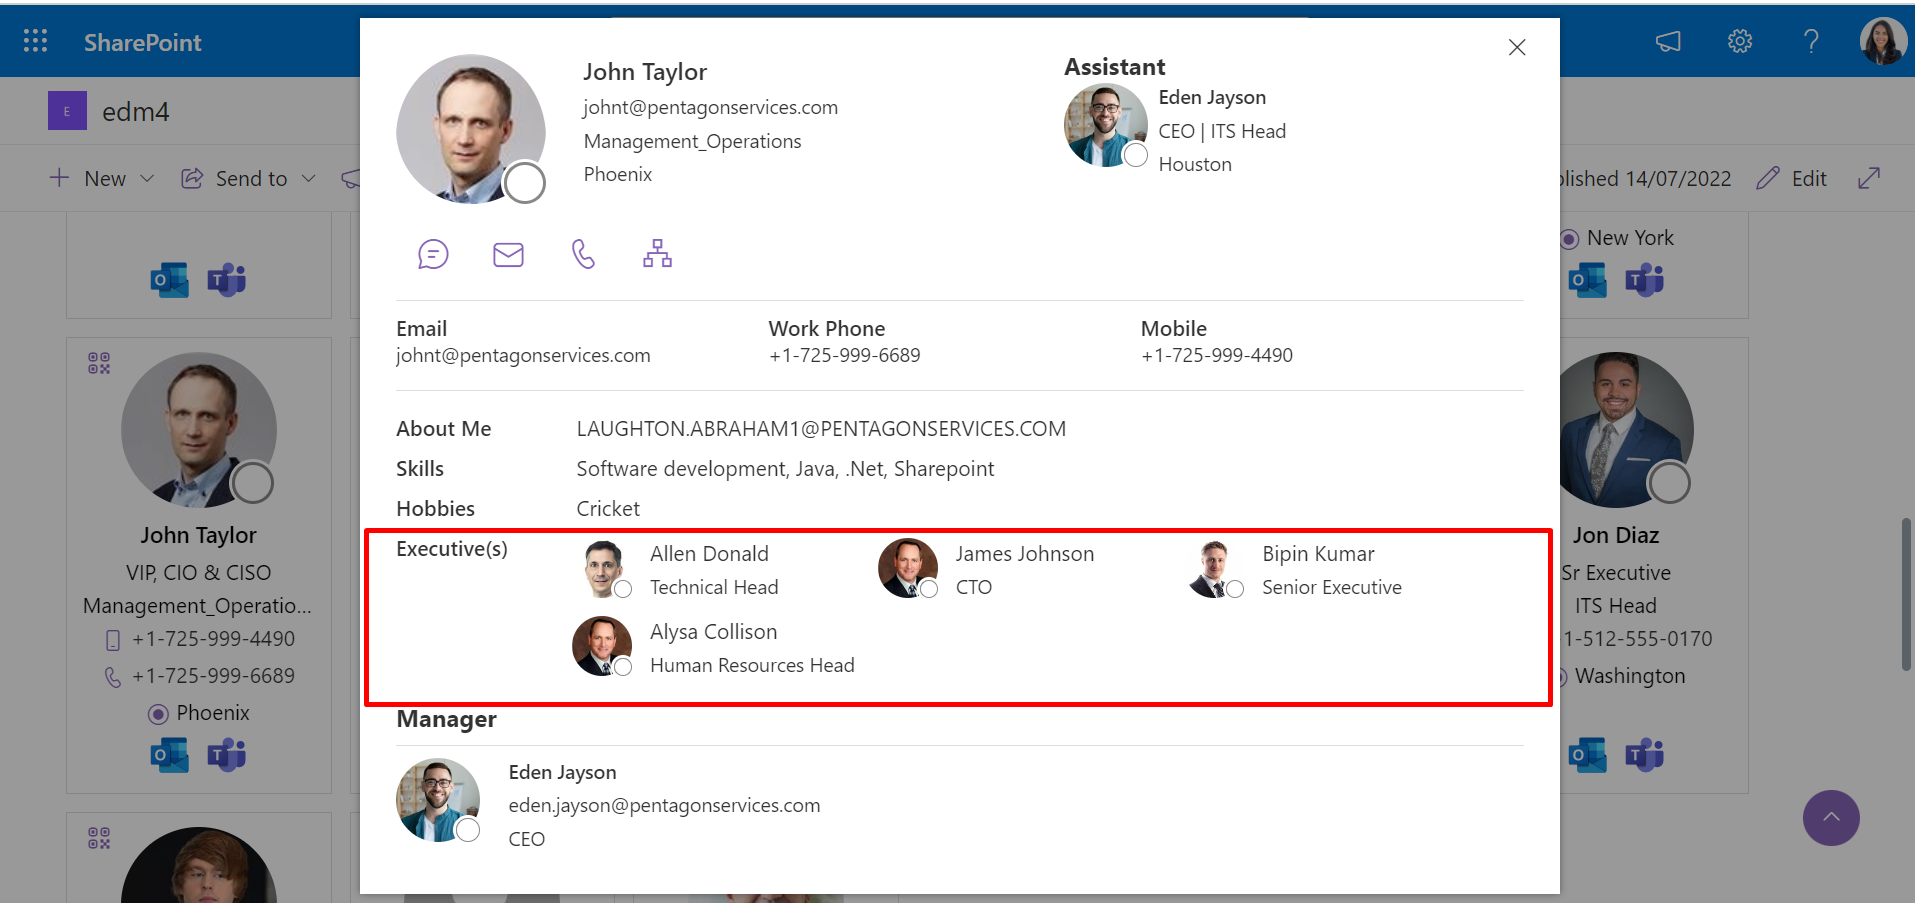 SharePoint
E
edm4
New
Send to
blished 14/07/2022
Edit
John Taylor
johnt@pentagonservices.com
Management_Operations
Phoenix
Assistant
Eden Jayson
CEO | ITS Head
Houston
Email
johnt@pentagonservices.com
Work Phone
+1-725-999-6689
Mobile
+1-725-999-4490
About Me
LAUGHTON.ABRAHAM1@PENTAGONSERVICES.COM
Skills
Software development, Java, .Net, Sharepoint
Hobbies
Cricket
Executive(s)
Allen Donald
Technical Head
James Johnson
CTO
Bipin Kumar
Senior Executive
Alysa Collison
Human Resources Head
Manager
Eden Jayson
eden.jayson@pentagonservices.com
CEO
John Taylor
VIP, CIO & CISO
Management_Operatio...
+1-725-999-4490
+1-725-999-6689
Phoenix
New York
Jon Diaz
Sr Executive
ITS Head
1-512-555-0170
Washington